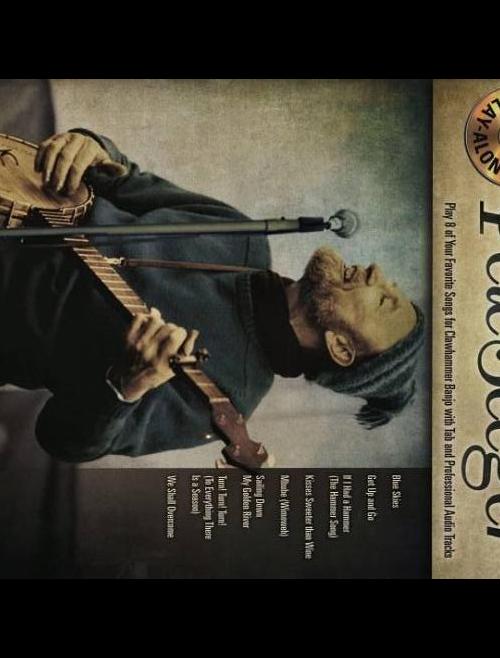 AY-ALON
Play 8 of Your Favorite Songs for Clawhammer Banjo with Tab and Professional Audio Tracks
Blue Skies
Get Up and Go
If I Had a Hammer
(The Hammer Song)
Kisses Sweeter than Wine
Mbube (Wimoweh)
Sailing Down
My Golden River
Turn! Turn! Turn!
(To Everything There
Is a Season)
We Shall Overcome